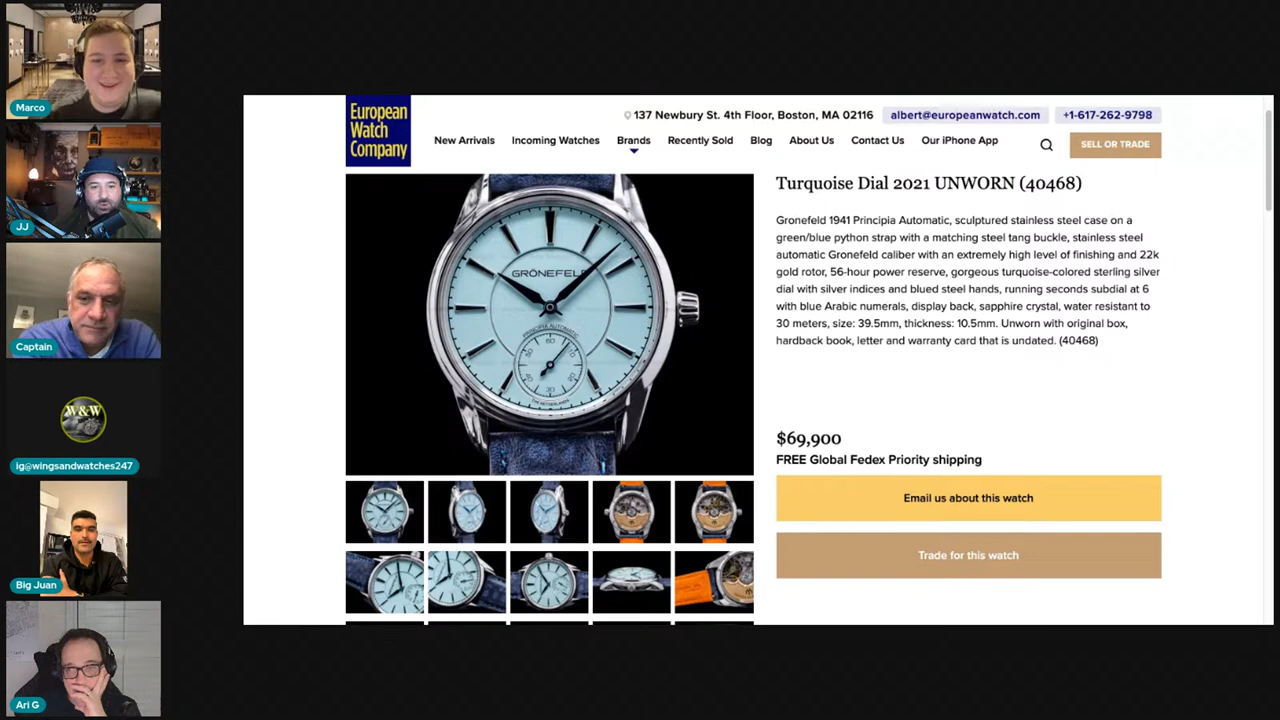 Marco
JJ
Captain
W&W
ig@wingsandwatches247
Big Juan
Ari G
European
Watch
Company
137 Newbury St. 4th Floor, Boston, MA 02116
albert@europeanwatch.com
+1-617-262-9798
New Arrivals
Incoming Watches
Brands
Recently Sold
Blog
About Us
Contact Us
Our iPhone App
SELL OR TRADE
GRÖNEFELD
PRINCIPIA AUTOMATIC
60
30
THE NETHERLANDS
Turquoise Dial 2021 UNWORN (40468)
Gronefeld 1941 Principia Automatic, sculptured stainless steel case on a
green/blue python strap with a matching steel tang buckle, stainless steel
automatic Gronefeld caliber with an extremely high level of finishing and 22k
gold rotor, 56-hour power reserve, gorgeous turquoise-colored sterling silver
dial with silver indices and blued steel hands, running seconds subdial at 6
with blue Arabic numerals, display back, sapphire crystal, water resistant to
30 meters, size: 39.5mm, thickness: 10.5mm. Unworn with original box,
hardback book, letter and warranty card that is undated. (40468)
$69,900
FREE Global Fedex Priority shipping
Email us about this watch
Trade for this watch